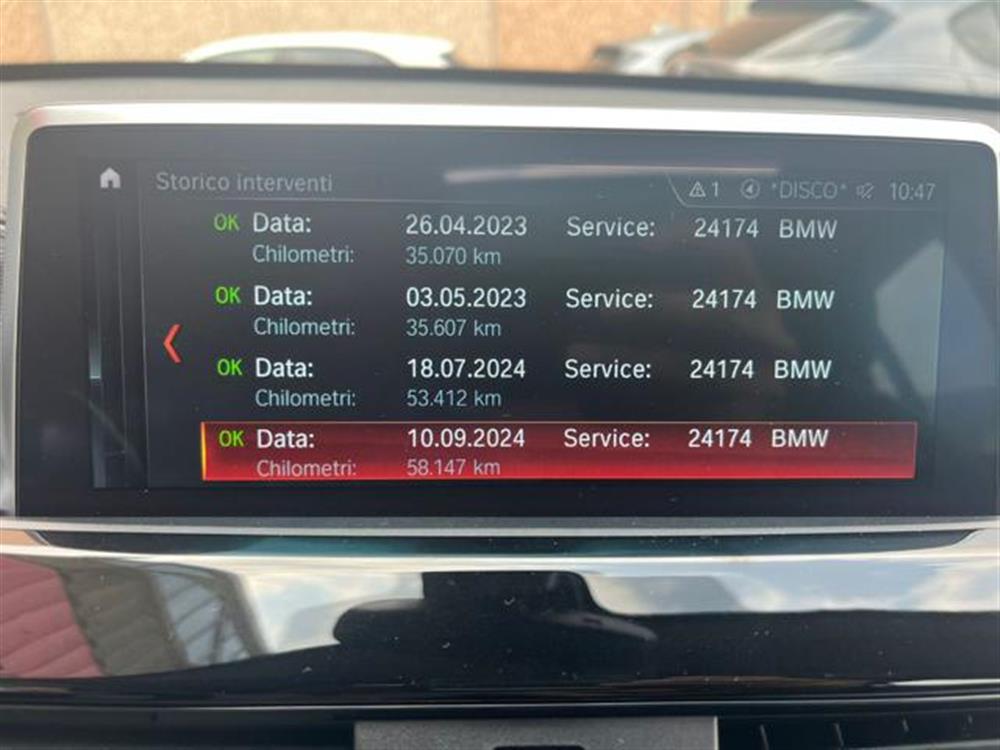 Storico interventi 1 *DISCO* 10:47
OK Data: 26.04.2023 Service: 24174 BMW
Chilometri: 35.070 km
OK Data: 03.05.2023 Service: 24174 BMW
Chilometri: 35.607 km
OK Data: 18.07.2024 Service: 24174 BMW
Chilometri: 53.412 km
OK Data: 10.09.2024 Service: 24174 BMW
Chilometri: 58.147 km